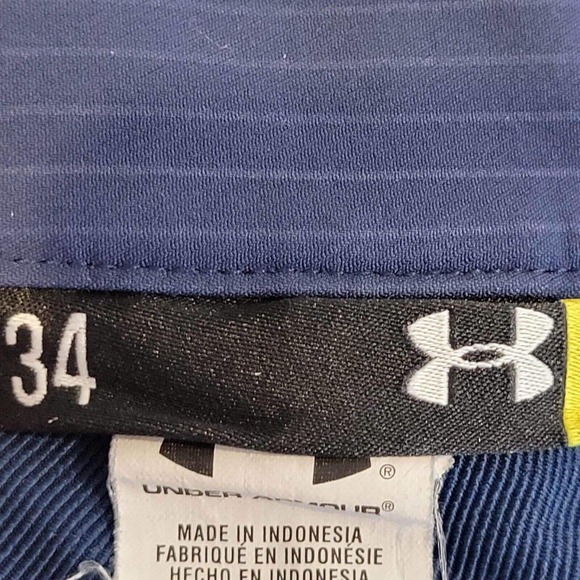 34
®
UNDER ARMOUR®
MADE IN INDONESIA
FABRIQUÉ EN INDONÉSIE
HECHO EN INDONESIA